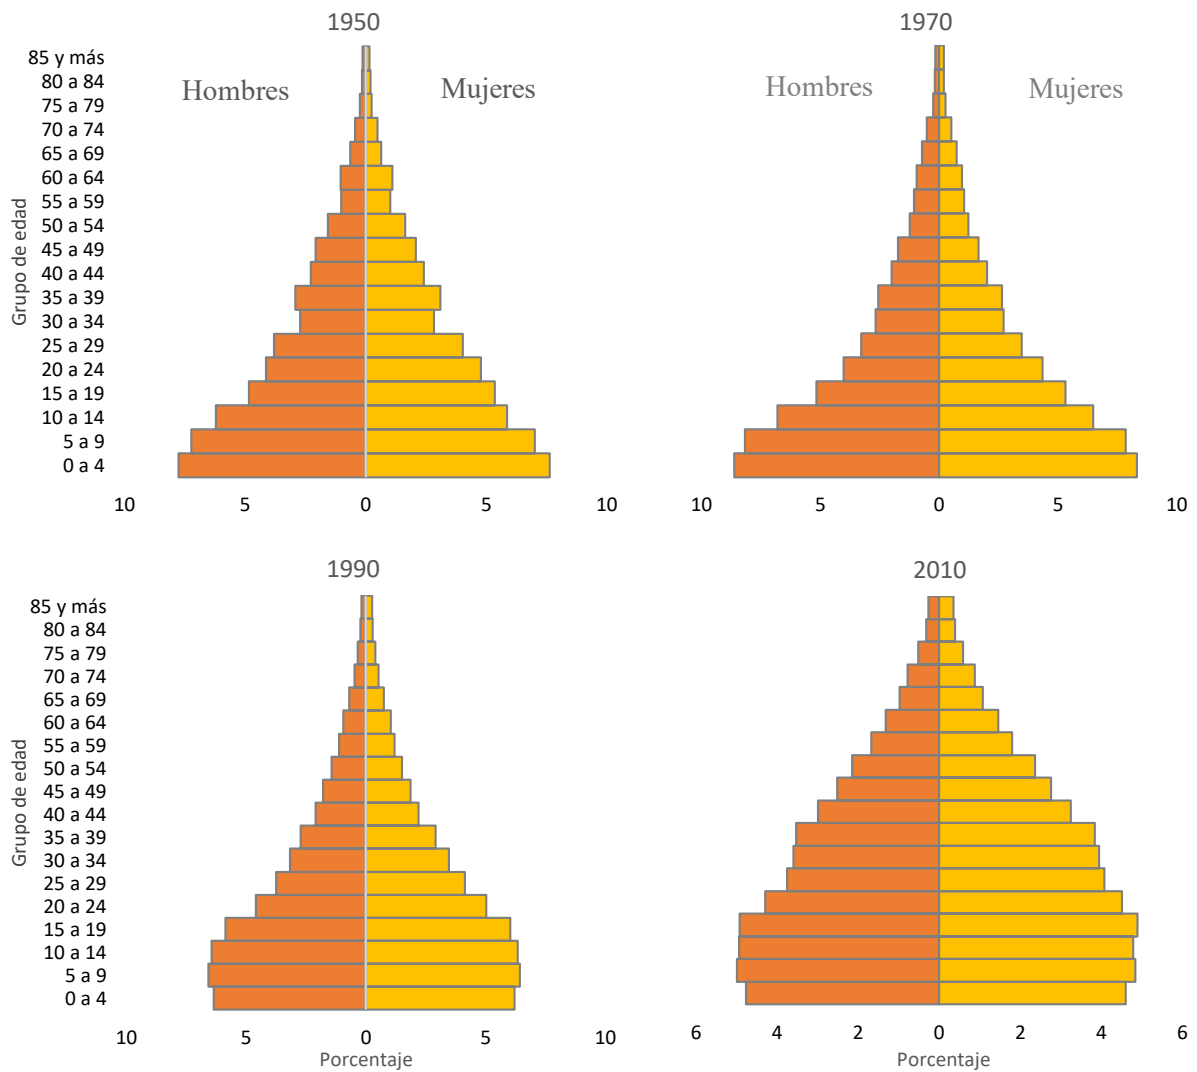 1950
Hombres
Mujeres
Grupo de edad
85 y más
80 a 84
75 a 79
70 a 74
65 a 69
60 a 64
55 a 59
50 a 54
45 a 49
40 a 44
35 a 39
30 a 34
25 a 29
20 a 24
15 a 19
10 a 14
5 a 9
0 a 4
10 5 0 5 10
1970
Hombres
Mujeres
10 5 0 5 10
1990
Grupo de edad
85 y más
80 a 84
75 a 79
70 a 74
65 a 69
60 a 64
55 a 59
50 a 54
45 a 49
40 a 44
35 a 39
30 a 34
25 a 29
20 a 24
15 a 19
10 a 14
5 a 9
0 a 4
10 5 0 5 10
Porcentaje
2010
6 4 2 0 2 4 6
Porcentaje